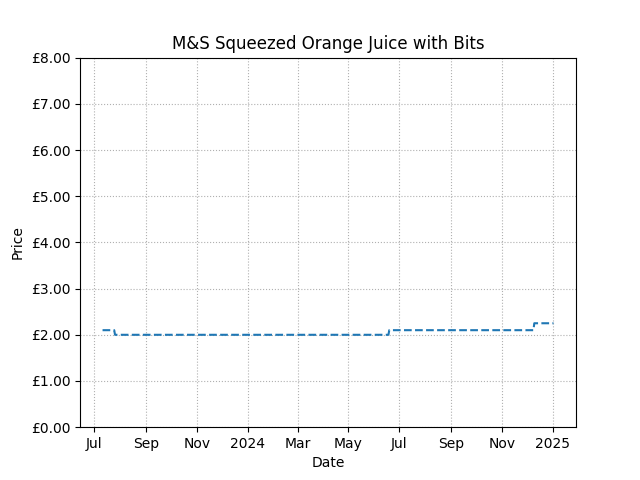 M&S Squeezed Orange Juice with Bits
£8.00
£7.00
£6.00
£5.00
£4.00
£3.00
£2.00
£1.00
£0.00
Price
Jul Sep Nov 2024 Mar May Jul Sep Nov 2025
Date